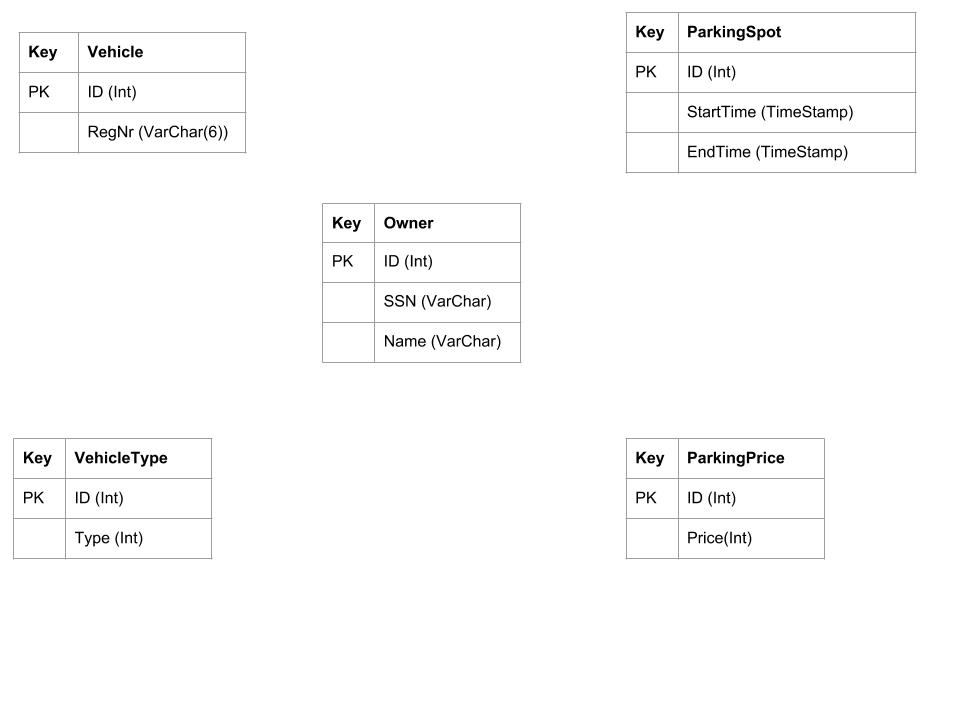 Key Vehicle
PK ID (Int)
RegNr (VarChar(6))
Key ParkingSpot
PK ID (Int)
StartTime (TimeStamp)
EndTime (TimeStamp)
Key Owner
PK ID (Int)
SSN (VarChar)
Name (VarChar)
Key VehicleType
PK ID (Int)
Type (Int)
Key ParkingPrice
PK ID (Int)
Price(Int)